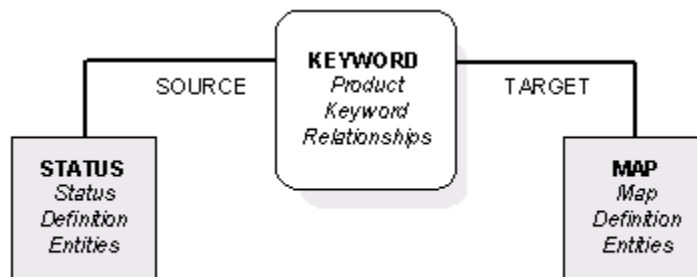 KEYWORD
Product
Keyword
Relationships
SOURCE
TARGET
STATUS
Status
Definition
Entities
MAP
Map
Definition
Entities